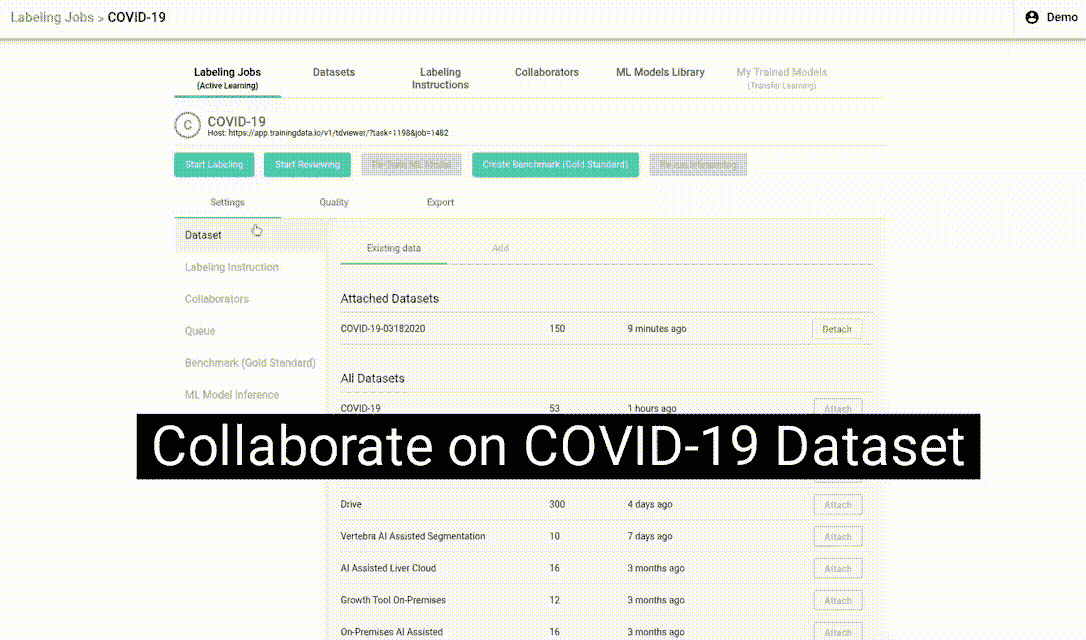 Labeling Jobs > COVID-19
Demo
Labeling Jobs
(Active Learning)
Datasets
Labeling
Instructions
Collaborators
ML Models Library
My Trained Models
(Transfer Learning)
C
COVID-19
Host: https://app.trainingdata.io/v1/tdviewer/?task=1198&job=1482
Start Labeling
Start Reviewing
Re-Train ML Model
Create Benchmark (Gold Standard)
Settings
Quality
Export
Dataset
Labeling Instruction
Collaborators
Queue
Benchmark (Gold Standard)
ML Model Inference
Existing data
Add
Attached Datasets
COVID-19-03182020 150 9 minutes ago Detach
All Datasets
COVID-19 53 1 hours ago Attach
Collaborate on COVID-19 Dataset
Drive 300 4 days ago Attach
Vertebra AI Assisted Segmentation 10 7 days ago Attach
AI Assisted Liver Cloud 16 3 months ago Attach
Growth Tool On-Premises 12 3 months ago Attach
On-Premises AI Assisted 16 3 months ago Attach